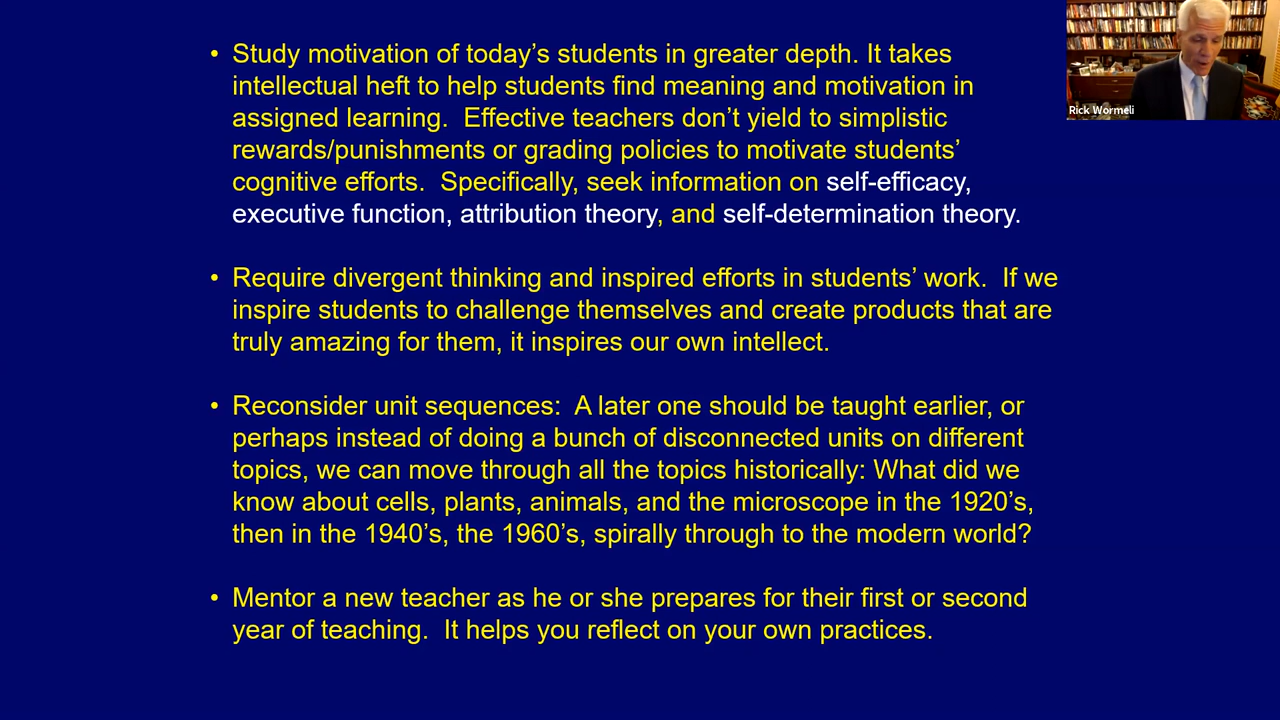 • Study motivation of today’s students in greater depth. It takes
intellectual heft to help students find meaning and motivation in
assigned learning.  Effective teachers don’t yield to simplistic
rewards/punishments or grading policies to motivate students’
cognitive efforts.  Specifically, seek information on self-efficacy,
executive function, attribution theory, and self-determination theory.
• Require divergent thinking and inspired efforts in students’ work.  If we
inspire students to challenge themselves and create products that are
truly amazing for them, it inspires our own intellect.
• Reconsider unit sequences:  A later one should be taught earlier, or
perhaps instead of doing a bunch of disconnected units on different
topics, we can move through all the topics historically: What did we
know about cells, plants, animals, and the microscope in the 1920’s,
then in the 1940’s, the 1960’s, spirally through to the modern world?
• Mentor a new teacher as he or she prepares for their first or second
year of teaching.  It helps you reflect on your own practices.
Rick Wormeli